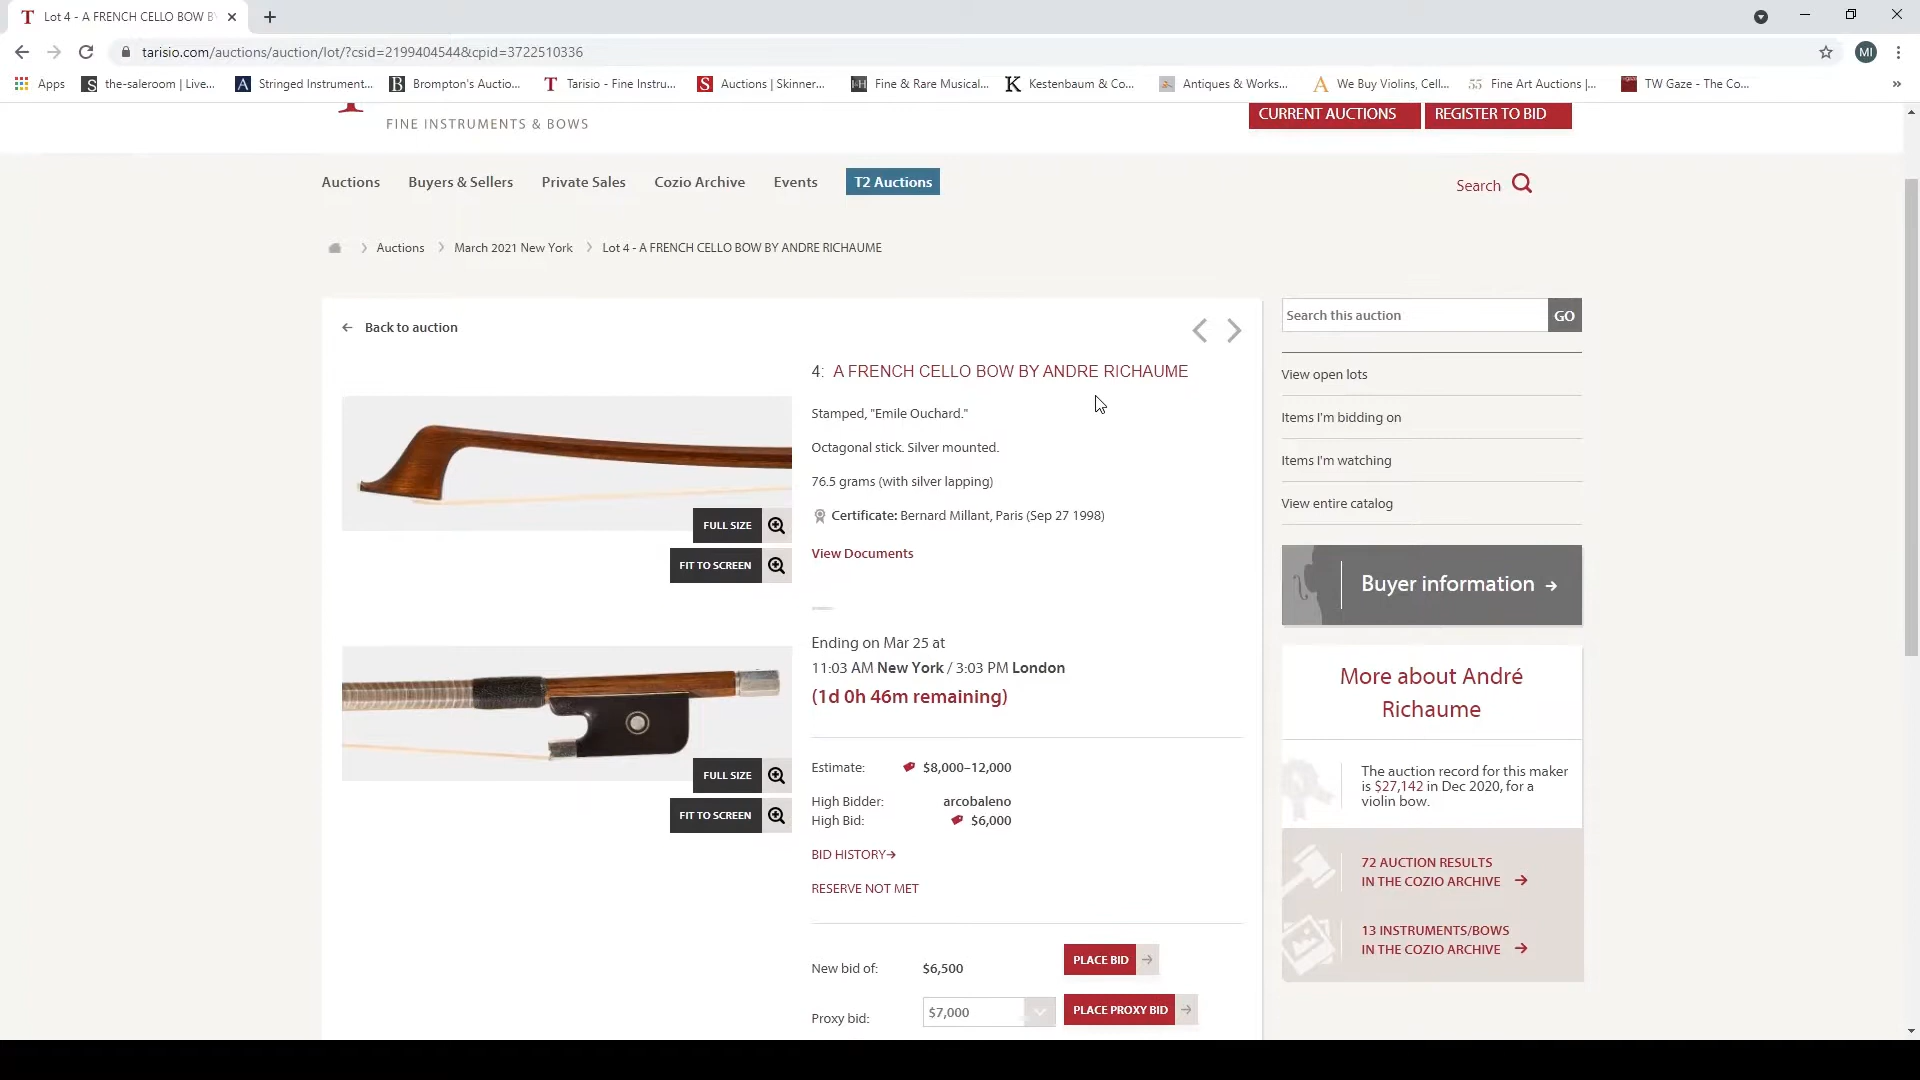 Lot 4 - A FRENCH CELLO BOW B
tarisio.com/auctions/auction/lot/?csid=2199404544&cpid=3722510336
MI
Apps
the-saleroom | Live...
Stringed Instrument...
Brompton's Auctio...
Tarisio - Fine Instru...
Auctions | Skinner...
Fine & Rare Musical...
Kestenbaum & Co...
Antiques & Works...
We Buy Violins, Cell...
Fine Art Auctions |...
TW Gaze - The Co...
FINE INSTRUMENTS & BOWS
CURRENT AUCTIONS
REGISTER TO BID
Auctions
Buyers & Sellers
Private Sales
Cozio Archive
Events
T2 Auctions
Search
Auctions
March 2021 New York
Lot 4 - A FRENCH CELLO BOW BY ANDRE RICHAUME
Back to auction
4: A FRENCH CELLO BOW BY ANDRE RICHAUME
Stamped, "Emile Ouchard."
Octagonal stick. Silver mounted.
76.5 grams (with silver lapping)
Certificate: Bernard Millant, Paris (Sep 27 1998)
View Documents
FULL SIZE
FIT TO SCREEN
FULL SIZE
FIT TO SCREEN
Ending on Mar 25 at
11:03 AM New York / 3:03 PM London
(1d 0h 46m remaining)
Estimate: $8,000–12,000
High Bidder: arcobaleno
High Bid: $6,000
BID HISTORY
RESERVE NOT MET
New bid of: $6,500
PLACE BID
Proxy bid: $7,000
PLACE PROXY BID
Search this auction
GO
View open lots
Items I'm bidding on
Items I'm watching
View entire catalog
Buyer information
More about André
Richaume
The auction record for this maker
is $27,142 in Dec 2020, for a
violin bow.
72 AUCTION RESULTS
IN THE COZIO ARCHIVE
13 INSTRUMENTS/BOWS
IN THE COZIO ARCHIVE